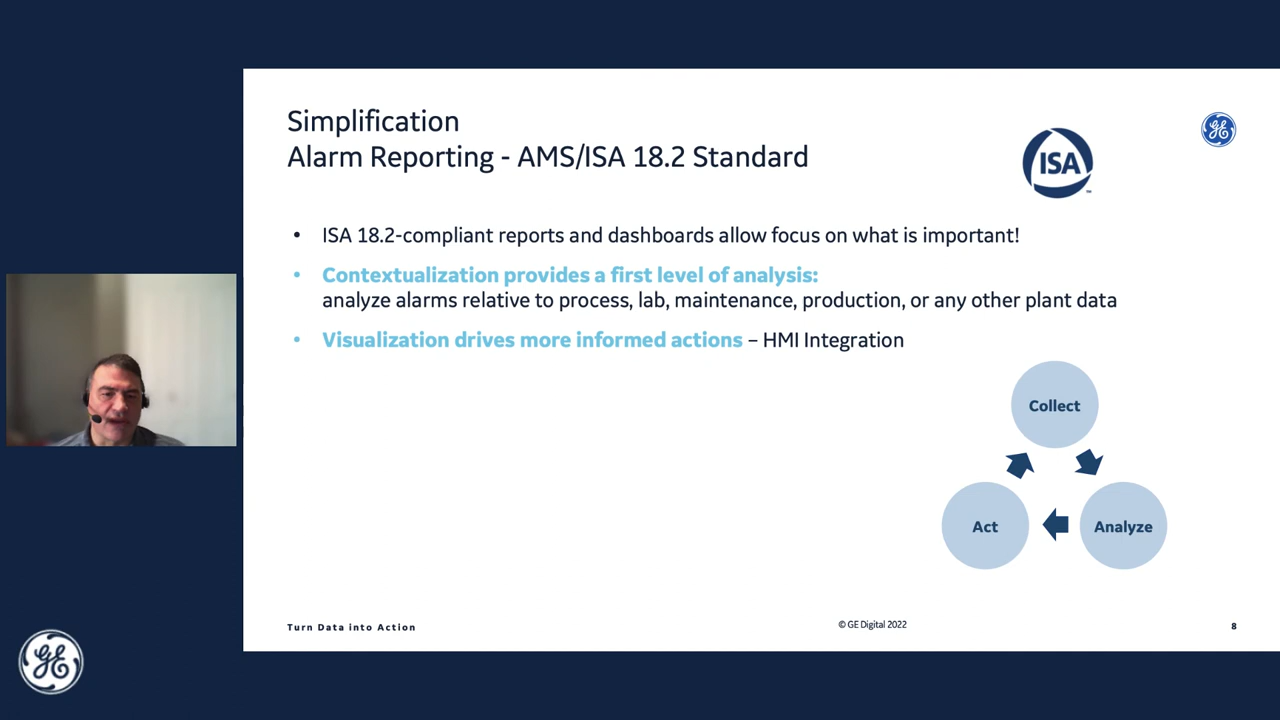 Simplification
Alarm Reporting - AMS/ISA 18.2 Standard
ISA
™
• ISA 18.2-compliant reports and dashboards allow focus on what is important!
• Contextualization provides a first level of analysis:
analyze alarms relative to process, lab, maintenance, production, or any other plant data
• Visualization drives more informed actions – HMI Integration
Collect
Act
Analyze
Turn Data into Action
© GE Digital 2022
8
GE
GE